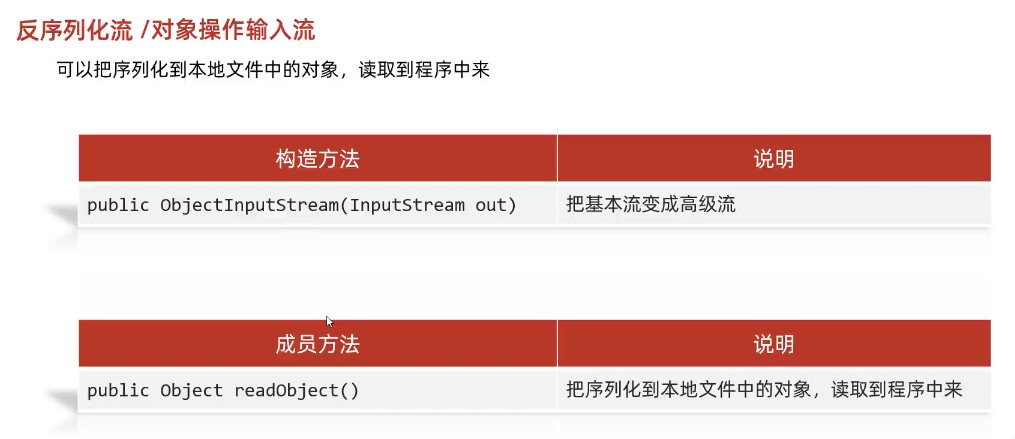 反序列化流 /对象操作输入流
可以把序列化到本地文件中的对象，读取到程序中来
构造方法 说明
public ObjectInputStream(InputStream out) 把基本流变成高级流
成员方法 说明
public Object readObject() 把序列化到本地文件中的对象，读取到程序中来